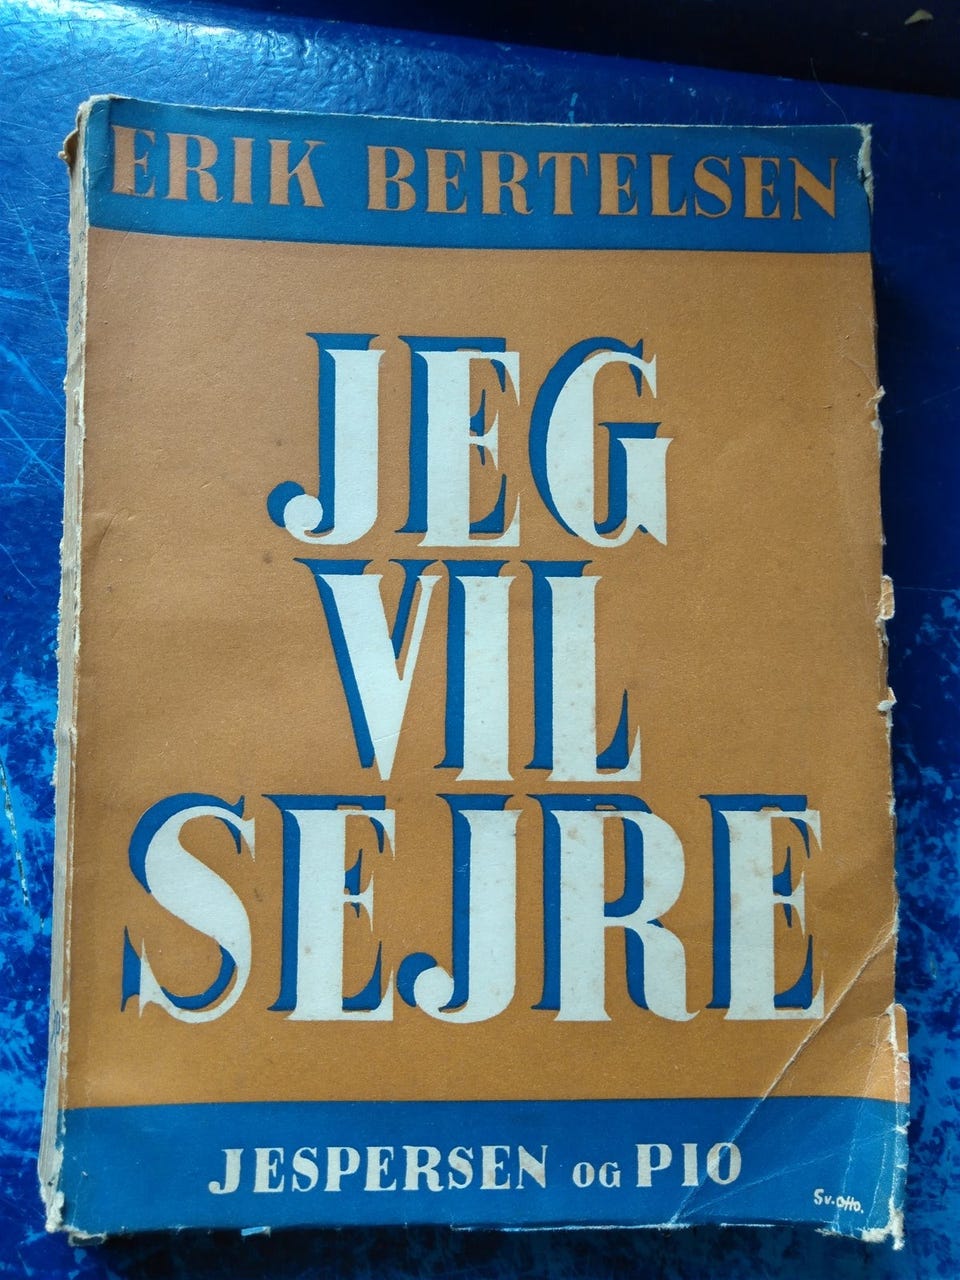 ERIK BERTELSEN
JEG
VIL
SEJRE
JESPERSEN OG PIO
Sv. Otto.